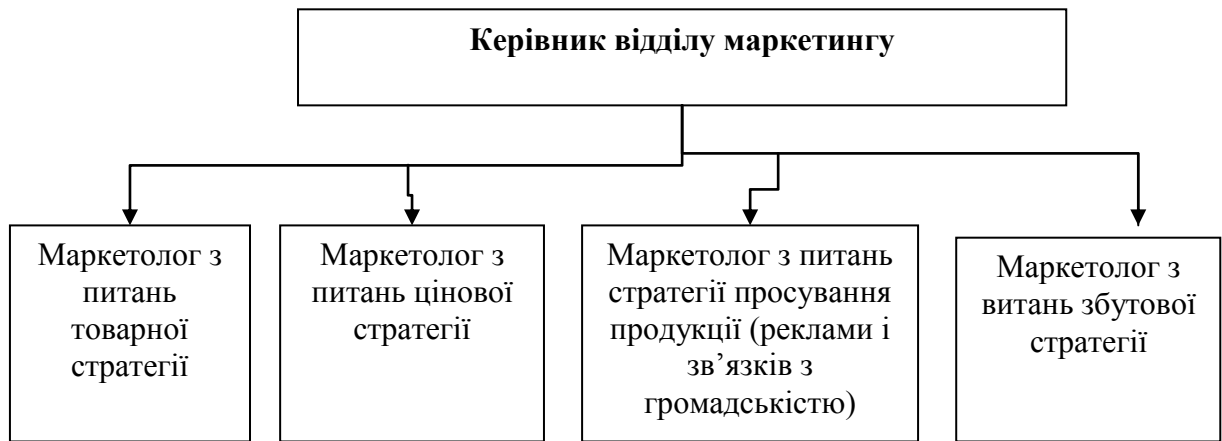 Керівник відділу маркетингу
Маркетолог з
питань
товарної
стратегії
Маркетолог з
питань цінової
стратегії
Маркетолог з питань
стратегії просування
продукції (реклами і
зв’язків з
громадськістю)
Маркетолог з
витань збутової
стратегії